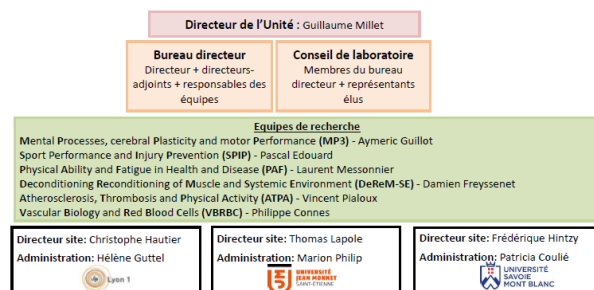 Directeur de l'Unité : Guillaume Millet
Bureau directeur
Directeur + directeurs-
adjoints + responsables des
équipes
Conseil de laboratoire
Membres du bureau
directeur + représentants
élus
Equipes de recherche
Mental Processes, cerebral Plasticity and motor Performance (MP3) - Aymeric Guillot
Sport Performance and Injury Prevention (SPIP) - Pascal Edouard
Physical Ability and Fatigue in Health and Disease (PAF) - Laurent Messonnier
Deconditioning Reconditioning of Muscle and Systemic Environment (DeReM-SE) - Damien Freyssenet
Atherosclerosis, Thrombosis and Physical Activity (ATPA) - Vincent Pialoux
Vascular Biology and Red Blood Cells (VBRBC) - Philippe Connes
Directeur site: Christophe Hautier
Administration: Hélène Guttel
Lyon 1
Directeur site: Thomas Lapole
Administration: Marion Philip
UNIVERSITÉ
JEAN MONNET
SAINT-ETIENNE
Directeur site: Frédérique Hintzy
Administration: Patricia Coulié
UNIVERSITÉ
SAVOIE
MONT BLANC